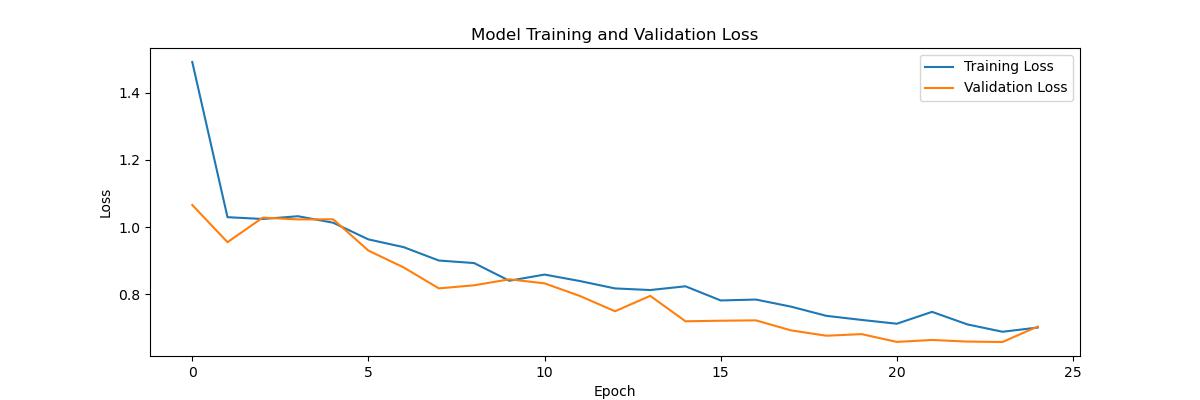 Model Training and Validation Loss
Training Loss
Validation Loss
1.4
1.2
1.0
0.8
Loss
0 5 10 15 20 25
Epoch